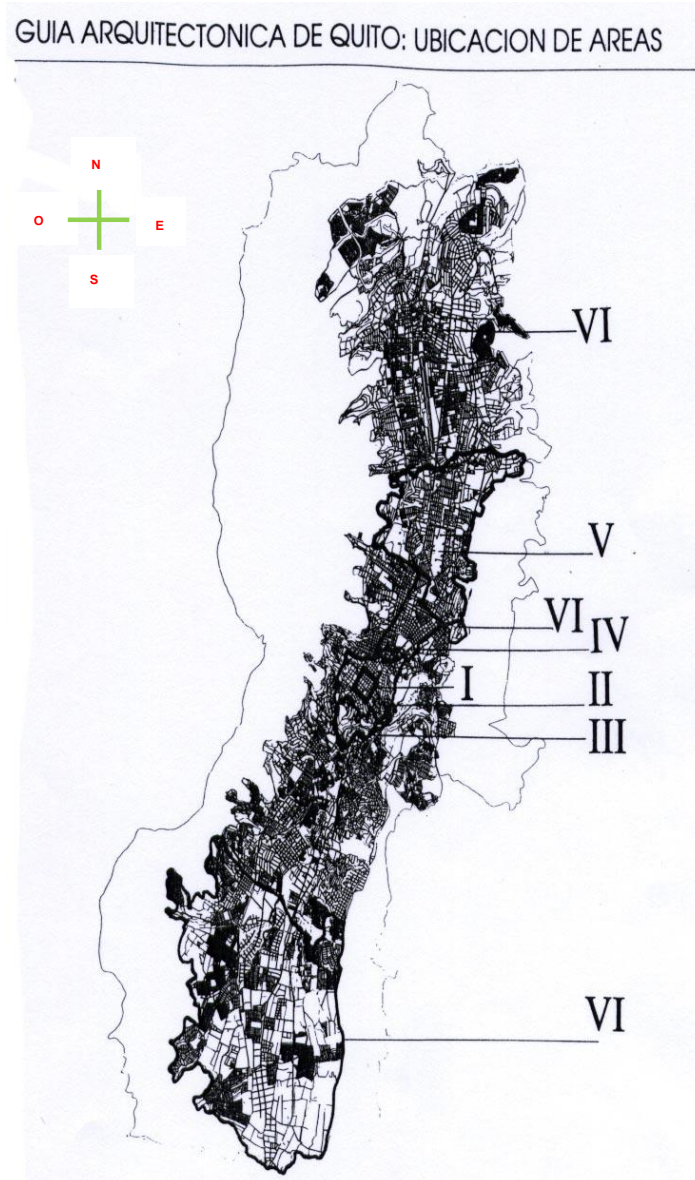 GUIA ARQUITECTONICA DE QUITO: UBICACION DE AREAS
N
O E
S
VI
V
VI
IV
I
II
III
VI